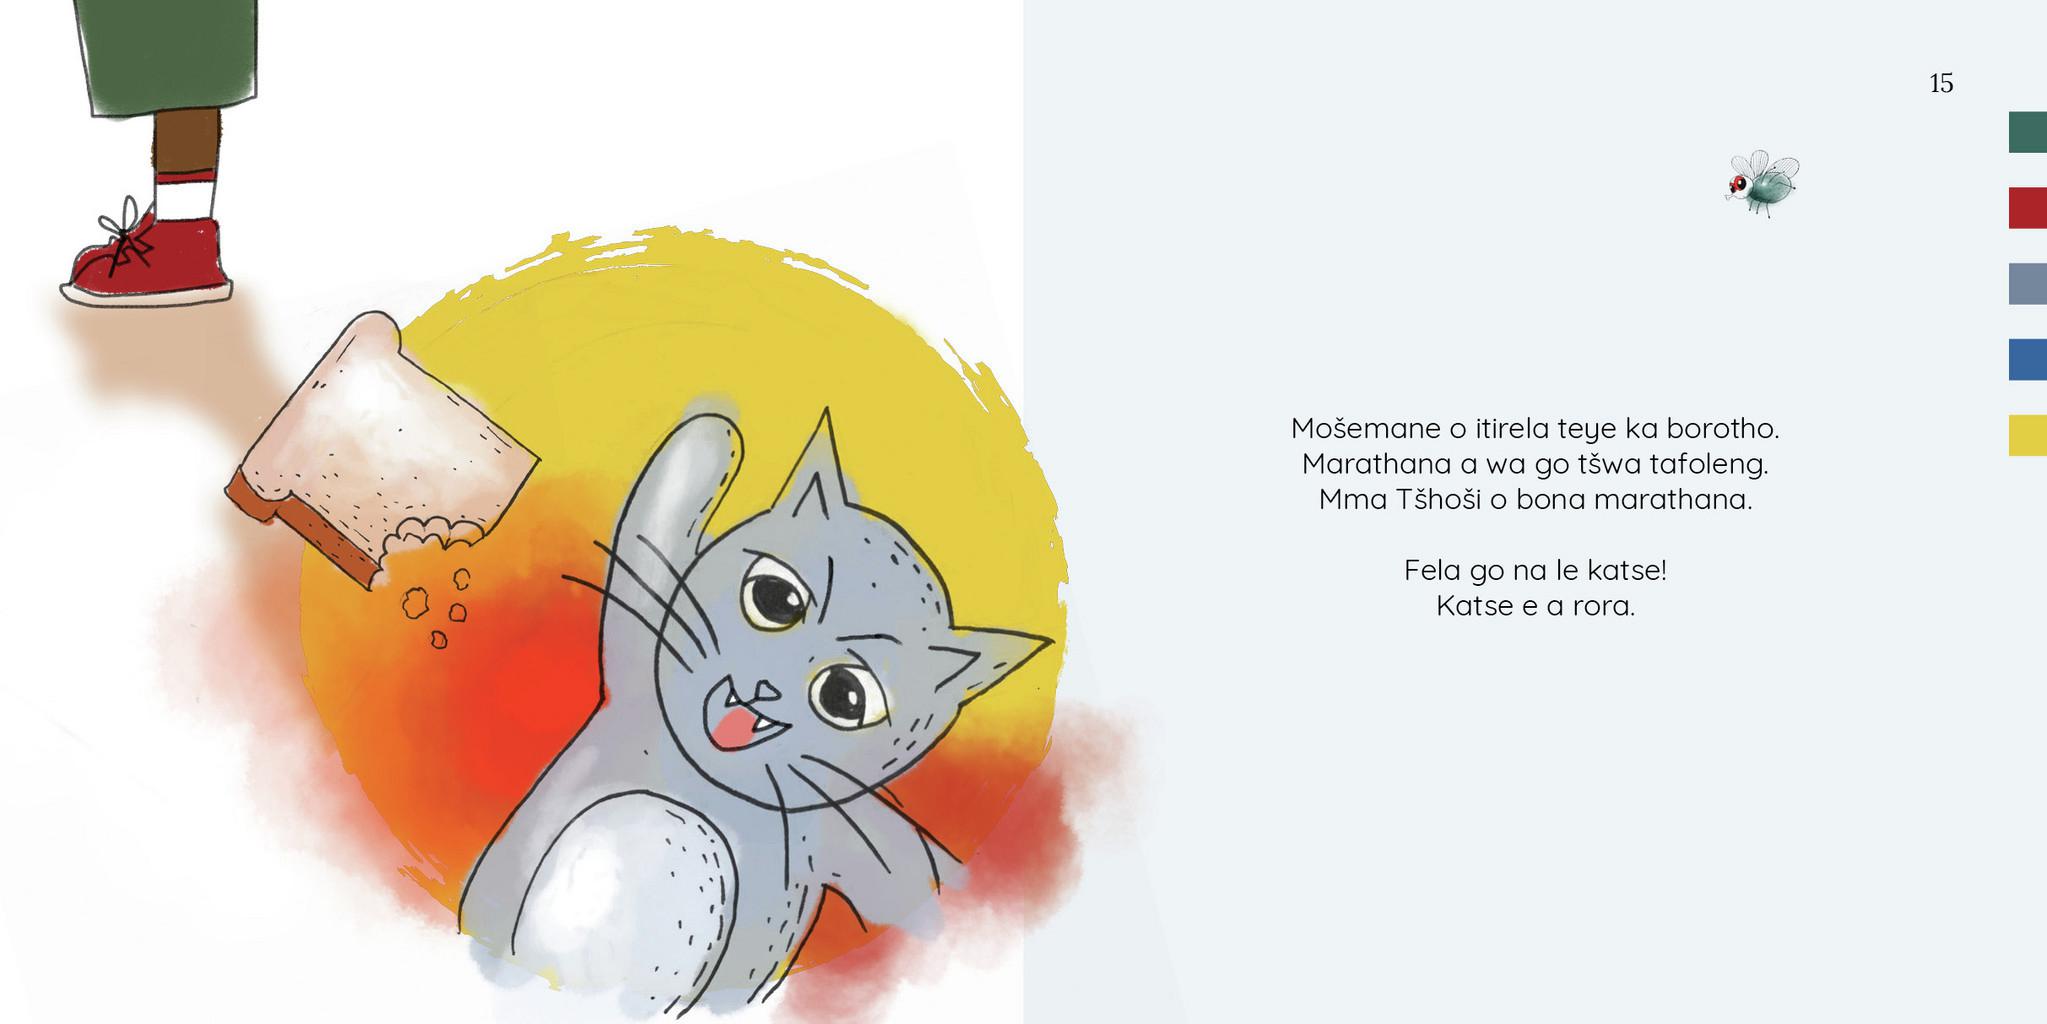 15
Mošemane o itirela teye ka borotho.
Marathana a wa go tšwa tafoleng.
Mma Tšhoši o bona marathana.
Fela go na le katse!
Katse e a rora.